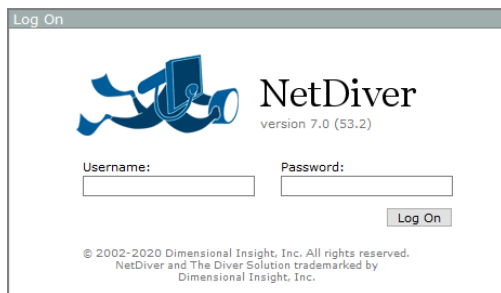 Log On
NetDiver
version 7.0 (53.2)
Username: Password:
Log On
© 2002-2020 Dimensional Insight, Inc. All rights reserved.
NetDiver and The Diver Solution trademarked by
Dimensional Insight, Inc.